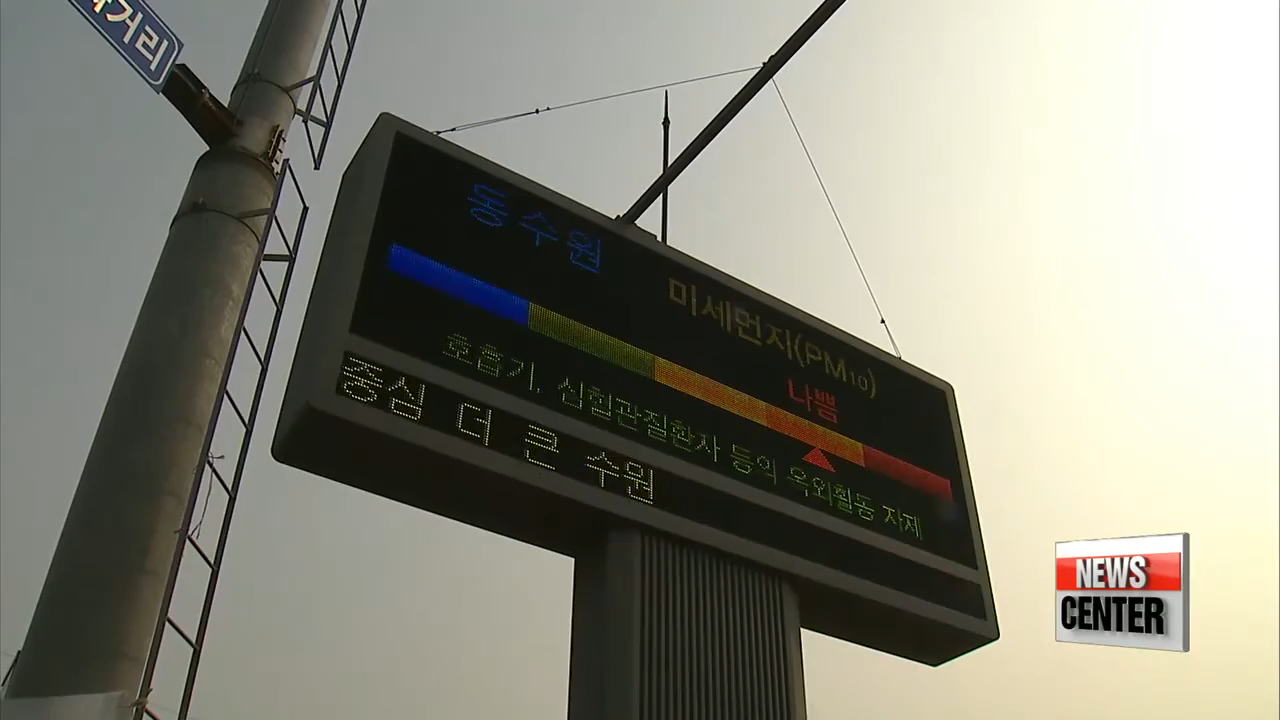 거리
동수원
미세먼지(PM10)
나쁨
호흡기, 심혈관질환자 등의 옥외활동 자제
중심 더 큰 수원
NEWS
CENTER